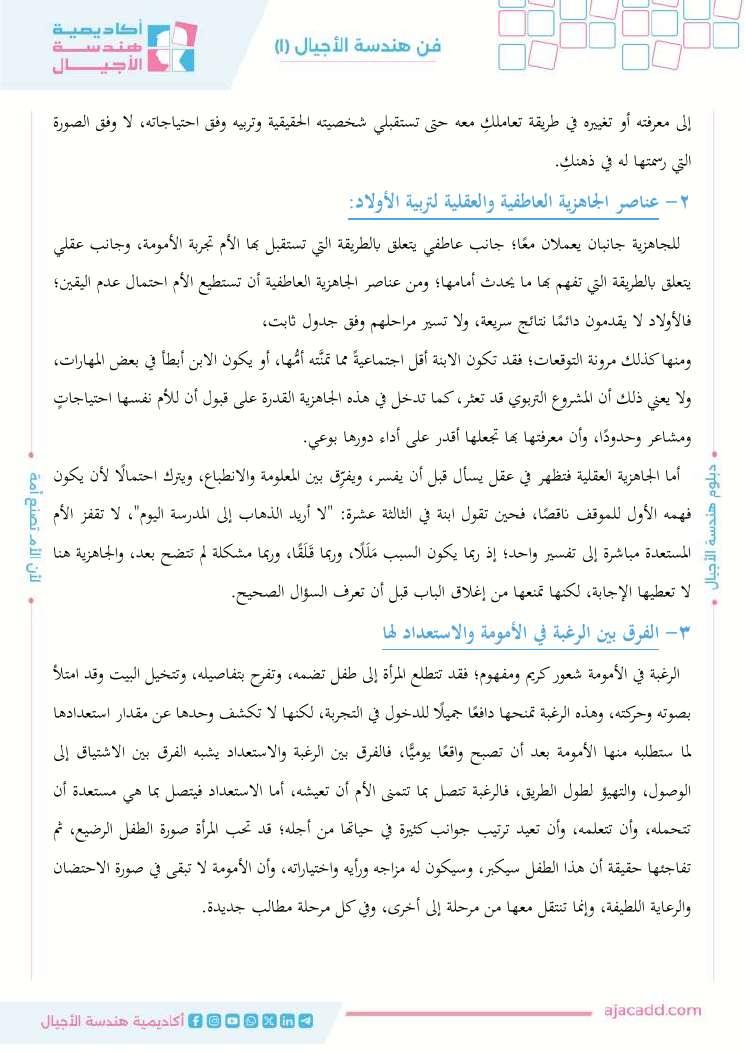 أكاديمية
هندسة
الأجيال
فن هندسة الأجيال (١)
إلى معرفته أو تغييره في طريقة تعاملكِ معه حتى تستقبلي شخصيته الحقيقية وتربيه وفق احتياجاته، لا وفق الصورة
التي رسمتها له في ذهنكِ.
٢- عناصر الجاهزية العاطفية والعقلية لتربية الأولاد:
للجاهزية جانبان يعملان معًا؛ جانب عاطفي يتعلق بالطريقة التي تستقبل بها الأم تجربة الأمومة، وجانب عقلي
يتعلق بالطريقة التي تفهم بها ما يحدث أمامها؛ ومن عناصر الجاهزية العاطفية أن تستطيع الأم احتمال عدم اليقين؛
فالأولاد لا يقدمون دائمًا نتائج سريعة، ولا تسير مراحلهم وفق جدول ثابت،
ومنها كذلك مرونة التوقعات؛ فقد تكون الابنة أقل اجتماعيةً مما تمنَّته أمُّها، أو يكون الابن أبطأ في بعض المهارات،
ولا يعني ذلك أن المشروع التربوي قد تعثر، كما تدخل في هذه الجاهزية القدرة على قبول أن للأم نفسها احتياجاتٍ
ومشاعر وحدودًا، وأن معرفتها بها تجعلها أقدر على أداء دورها بوعي.
أما الجاهزية العقلية فتظهر في عقل يسأل قبل أن يفسر، ويفرِّق بين المعلومة والانطباع، ويترك احتمالًا لأن يكون
فهمه الأول للموقف ناقصًا، فحين تقول ابنة في الثالثة عشرة: "لا أريد الذهاب إلى المدرسة اليوم"، لا تقفز الأم
المستعدة مباشرة إلى تفسير واحد؛ إذ ربما يكون السبب مَلَلًا، وربما قَلَقًا، وربما مشكلة لم تتضح بعد، والجاهزية هنا
لا تعطيها الإجابة، لكنها تمنعها من إغلاق الباب قبل أن تعرف السؤال الصحيح.
٣- الفرق بين الرغبة في الأمومة والاستعداد لها
الرغبة في الأمومة شعور كريم ومفهوم؛ فقد تتطلع المرأة إلى طفل تضمه، وتفرح بتفاصيله، وتتخيل البيت وقد امتلأ
بصوته وحركته، وهذه الرغبة تمنحها دافعًا جميلًا للدخول في التجربة، لكنها لا تكشف وحدها عن مقدار استعدادها
لما ستطلبه منها الأمومة بعد أن تصبح واقعًا يوميًّا، فالفرق بين الرغبة والاستعداد يشبه الفرق بين الاشتياق إلى
الوصول، والتهيؤ لطول الطريق، فالرغبة تتصل بما تتمنى الأم أن تعيشه، أما الاستعداد فيتصل بما هي مستعدة أن
تتحمله، وأن تتعلمه، وأن تعيد ترتيب جوانب كثيرة في حياتها من أجله؛ قد تحب المرأة صورة الطفل الرضيع، ثم
تفاجئها حقيقة أن هذا الطفل سيكبر، وسيكون له مزاجه ورأيه واختياراته، وأن الأمومة لا تبقى في صورة الاحتضان
والرعاية اللطيفة، وإنما تنتقل معها من مرحلة إلى أخرى، وفي كل مرحلة مطالب جديدة.
دبلوم هندسة الأجيال
لأن الأم تصنع أمة
أكاديمية هندسة الأجيال
ajacadd.com